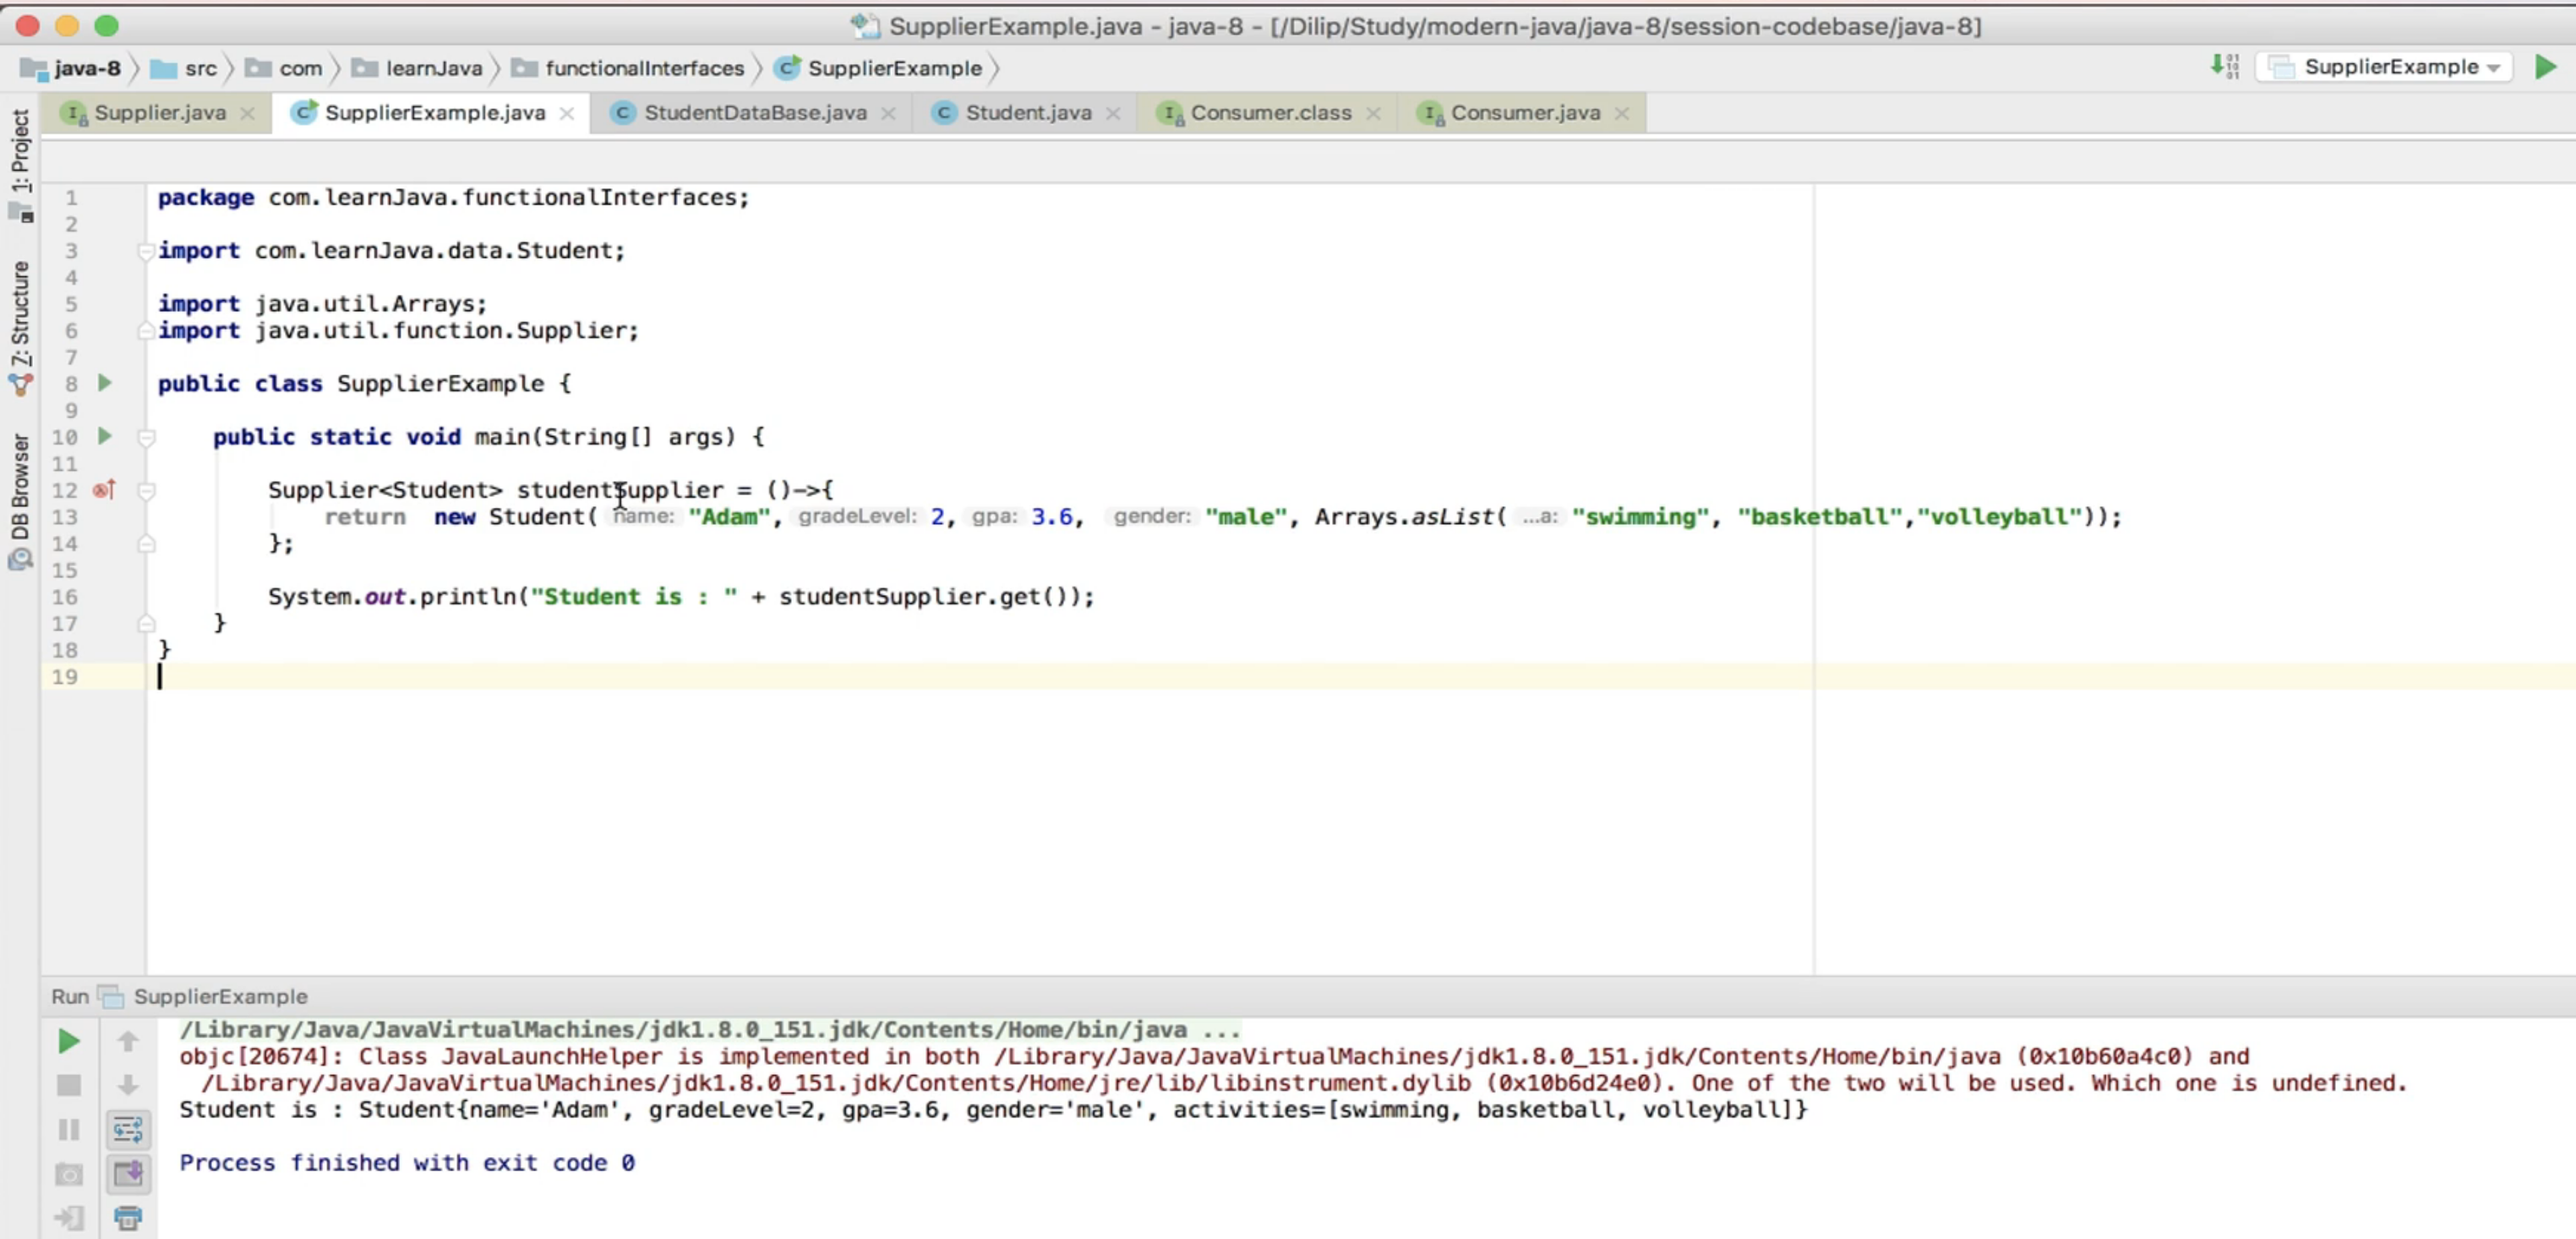 SupplierExample.java - java-8 - [/Dilip/Study/modern-java/java-8/session-codebase/java-8]
java-8 src com learnJava functionalInterfaces SupplierExample SupplierExample
Supplier.java SupplierExample.java StudentDataBase.java Student.java Consumer.class Consumer.java
1: Project
Z: Structure
DB Browser
1 package com.learnJava.functionalInterfaces;
2
3 import com.learnJava.data.Student;
4
5 import java.util.Arrays;
6 import java.util.function.Supplier;
7
8 public class SupplierExample {
9
10 public static void main(String[] args) {
11
12 Supplier<Student> studentSupplier = ()->{
13 return new Student( name: "Adam", gradeLevel: 2, gpa: 3.6, gender: "male", Arrays.asList( ...a: "swimming", "basketball","volleyball"));
14 };
15
16 System.out.println("Student is : " + studentSupplier.get());
17 }
18 }
19
Run SupplierExample
/Library/Java/JavaVirtualMachines/jdk1.8.0_151.jdk/Contents/Home/bin/java ...
objc[20674]: Class JavaLaunchHelper is implemented in both /Library/Java/JavaVirtualMachines/jdk1.8.0_151.jdk/Contents/Home/bin/java (0x10b60a4c0) and
/Library/Java/JavaVirtualMachines/jdk1.8.0_151.jdk/Contents/Home/jre/lib/libinstrument.dylib (0x10b6d24e0). One of the two will be used. Which one is undefined.
Student is : Student{name='Adam', gradeLevel=2, gpa=3.6, gender='male', activities=[swimming, basketball, volleyball]}
Process finished with exit code 0